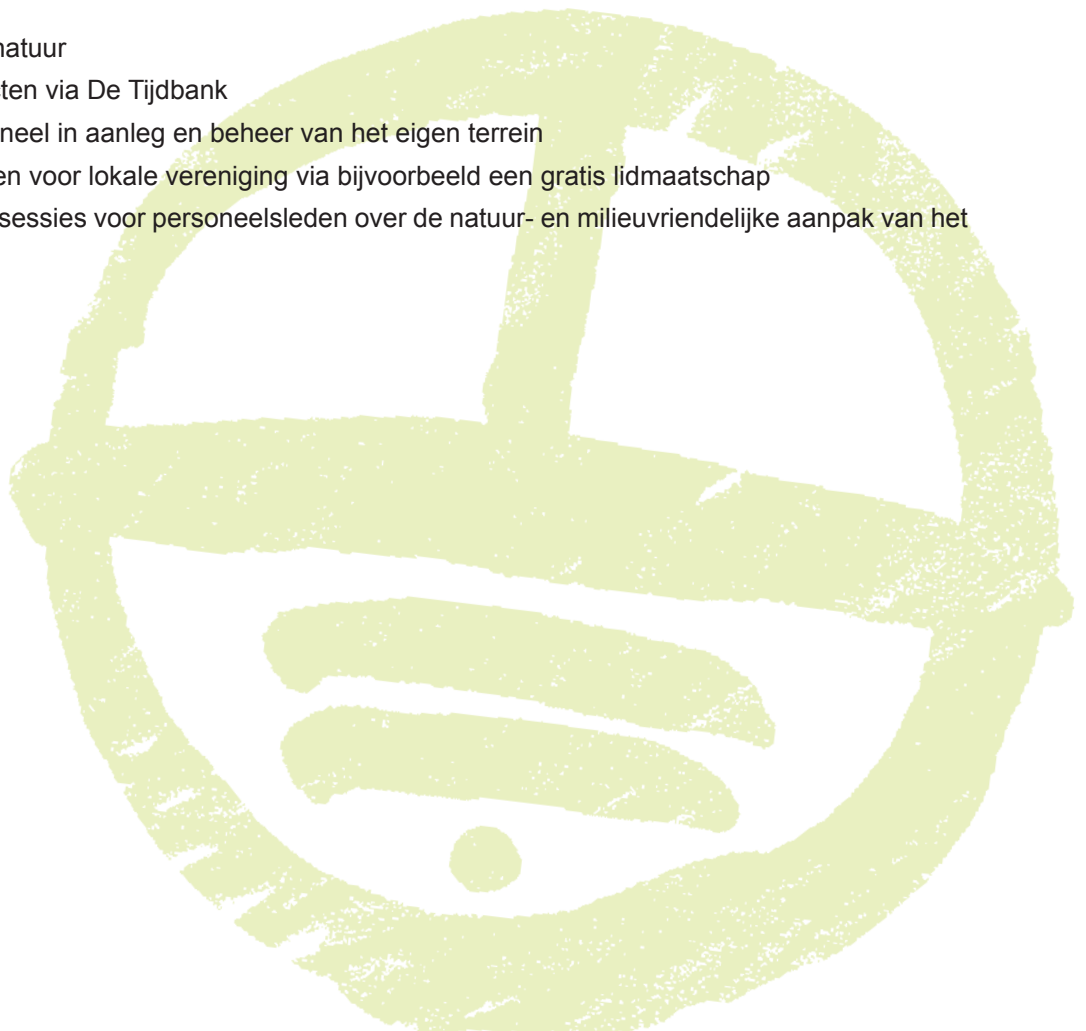 natuur
ten via De Tijdbank
neel in aanleg en beheer van het eigen terrein
en voor lokale vereniging via bijvoorbeeld een gratis lidmaatschap
sessies voor personeelsleden over de natuur- en milieuvriendelijke aanpak van het